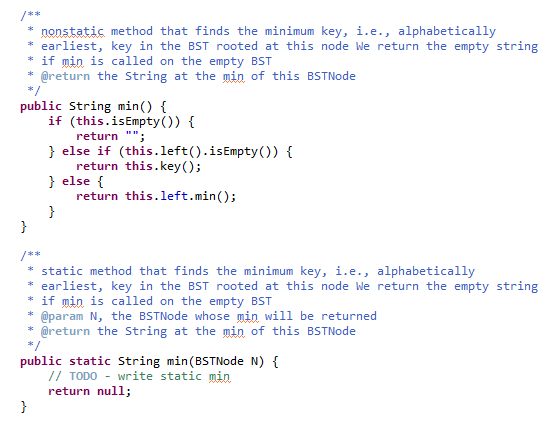 /**
 * nonstatic method that finds the minimum key, i.e., alphabetically
 * earliest, key in the BST rooted at this node We return the empty string
 * if min is called on the empty BST
 * @return the String at the min of this BSTNode
 */
public String min() {
    if (this.isEmpty()) {
        return "";
    } else if (this.left().isEmpty()) {
        return this.key();
    } else {
        return this.left.min();
    }
}

/**
 * static method that finds the minimum key, i.e., alphabetically
 * earliest, key in the BST rooted at this node We return the empty string
 * if min is called on the empty BST
 * @param N, the BSTNode whose min will be returned
 * @return the String at the min of this BSTNode
 */
public static String min(BSTNode N) {
    // TODO - write static min
    return null;
}